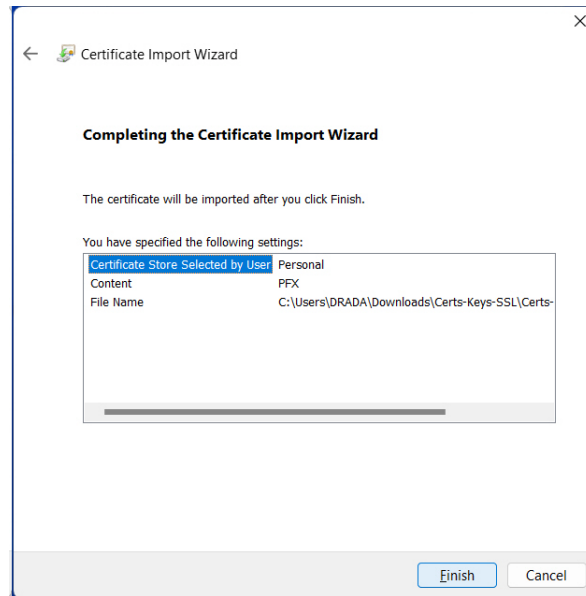 Certificate Import Wizard
Completing the Certificate Import Wizard
The certificate will be imported after you click Finish.
You have specified the following settings:
Certificate Store Selected by User Personal
Content PFX
File Name C:\Users\DRADA\Downloads\Certs-Keys-SSL\Certs-
Finish Cancel